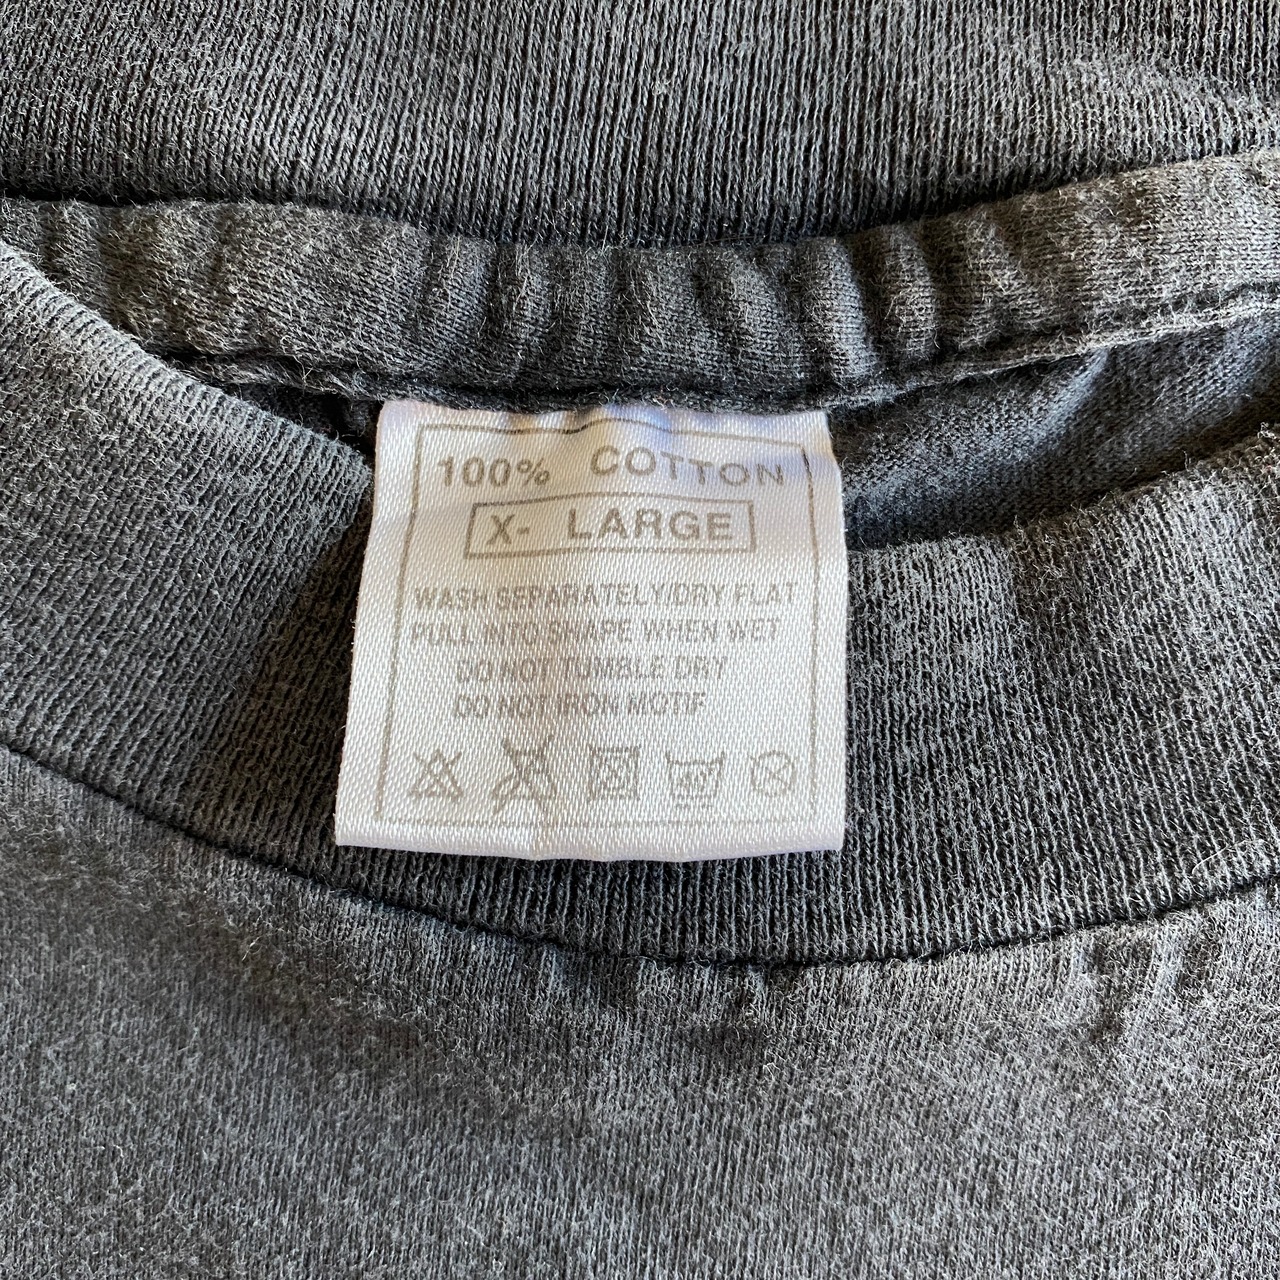 100% COTTON
X- LARGE
WASH SEPARATELY/DRY FLAT
PULL INTO SHAPE WHEN WET
DO NOT TUMBLE DRY
DO NOT IRON MOTIF